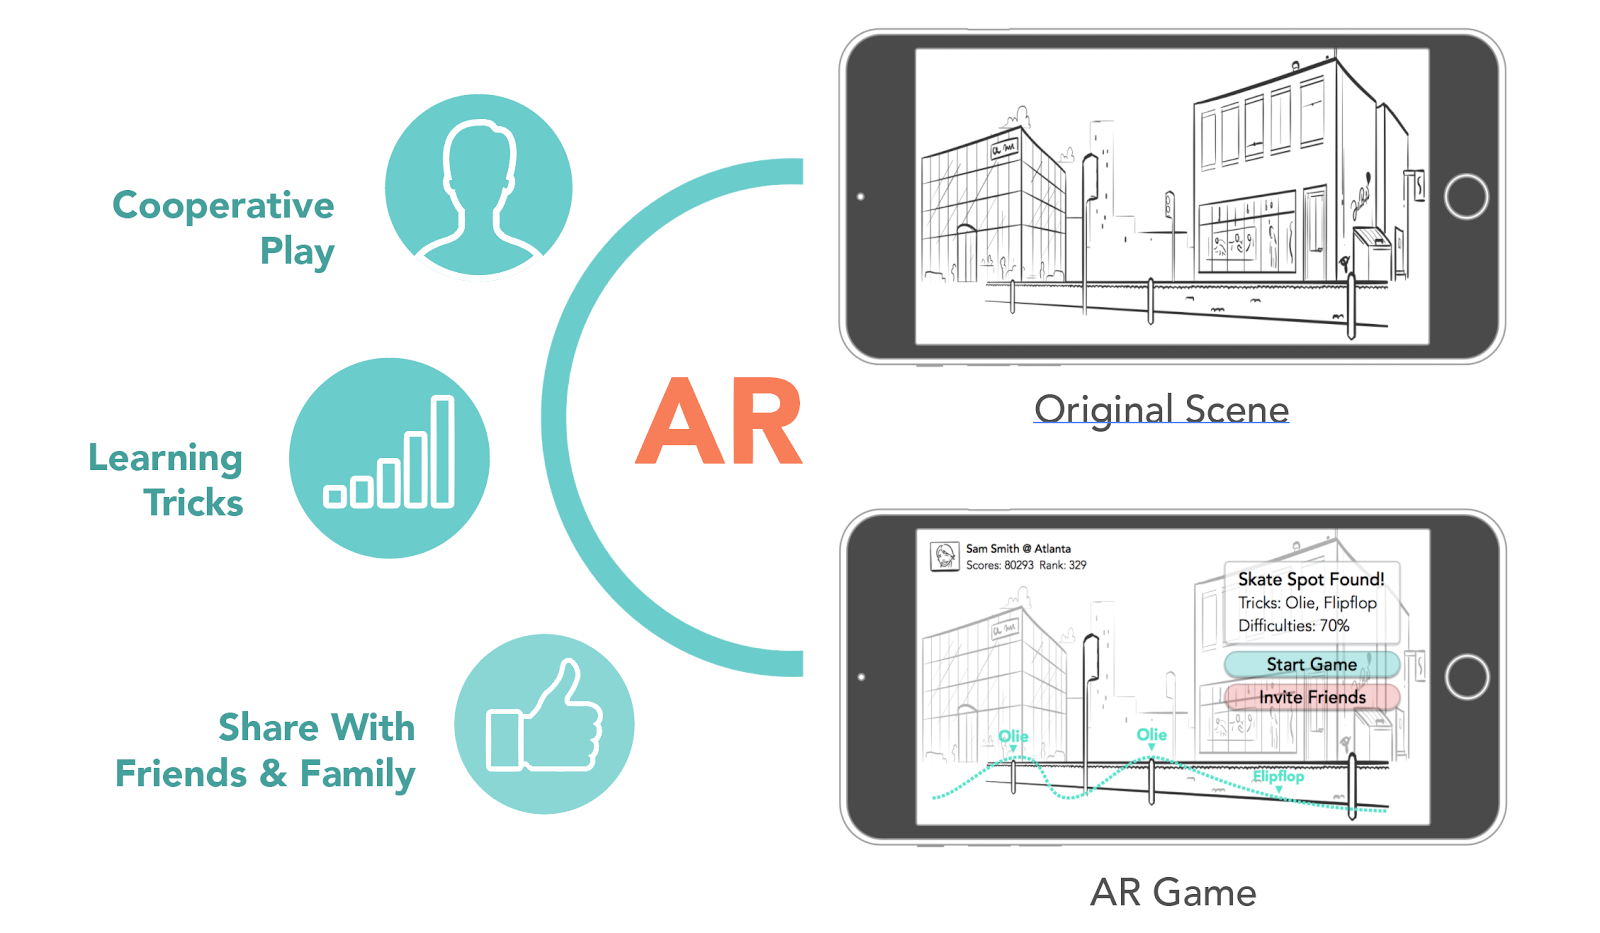 Cooperative
Play
Learning
Tricks
Share With
Friends & Family
AR
Original Scene
Sam Smith @ Atlanta
Scores: 80293 Rank: 329
Skate Spot Found!
Tricks: Olie, Flipflop
Difficulties: 70%
Start Game
Invite Friends
Olie
Olie
Flipflop
AR Game